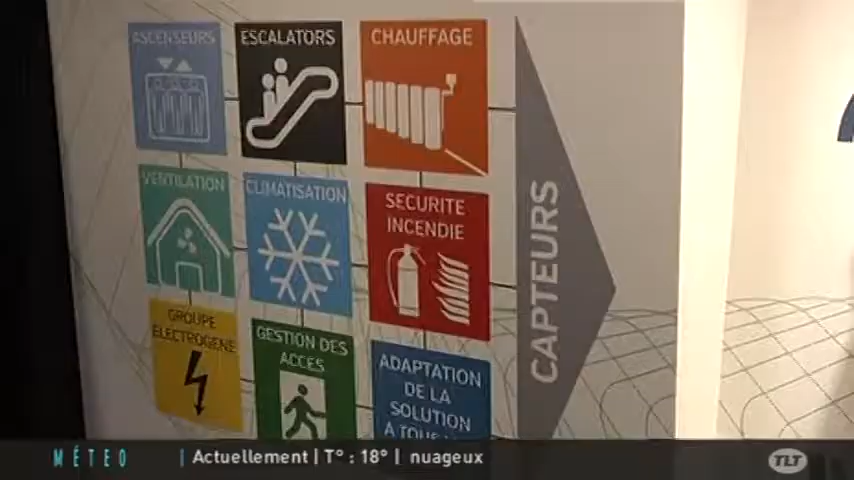 ASCENSEURS
ESCALATORS
CHAUFFAGE
VENTILATION
CLIMATISATION
SECURITE
INCENDIE
GROUPE
ELECTROGENE
GESTION DES
ACCES
ADAPTATION
DE LA
SOLUTION
A TOUS
CAPTEURS
MÉTEO | Actuellement | T° : 18° | nuageux
TLT